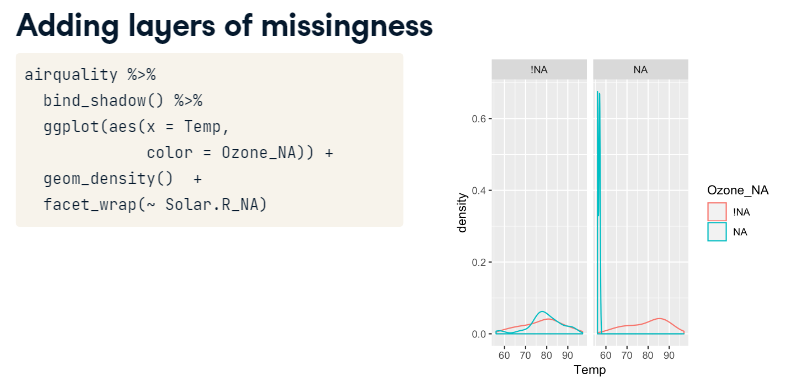 Adding layers of missingness
airquality %>%
  bind_shadow() %>%
  ggplot(aes(x = Temp,
             color = Ozone_NA)) +
  geom_density()  +
  facet_wrap(~ Solar.R_NA)
!NA
NA
0.6
0.4
0.2
0.0
density
60 70 80 90
60 70 80 90
Temp
Ozone_NA
!NA
NA